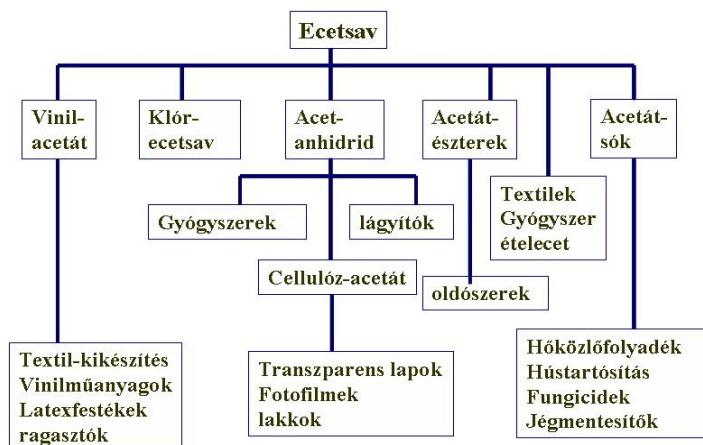 Ecetsav
Vinil-
acetát
Klór-
ecetsav
Acet-
anhidrid
Acetát-
észterek
Acetát-
sók
Textilek
Gyógyszer
ételecet
Gyógyszerek
lágyítók
Cellulóz-acetát
oldószerek
Textil-kikészítés
Vinilműanyagok
Latexfestékek
ragasztók
Transzparens lapok
Fotofilmek
lakkok
Hőközlőfolyadék
Hústartósítás
Fungicidek
Jégmentesítők